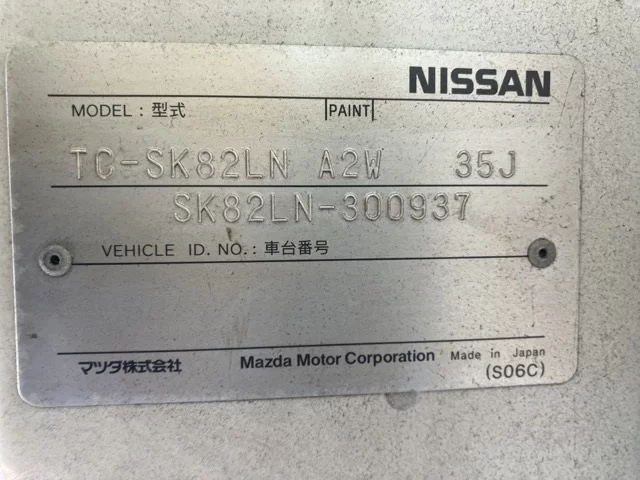 NISSAN
MODEL : 型式 PAINT
TC-SK82LN A2W 35J
SK82LN-300937
VEHICLE ID. NO.: 車台番号
マツダ株式会社 Mazda Motor Corporation Made in Japan
(S06C)